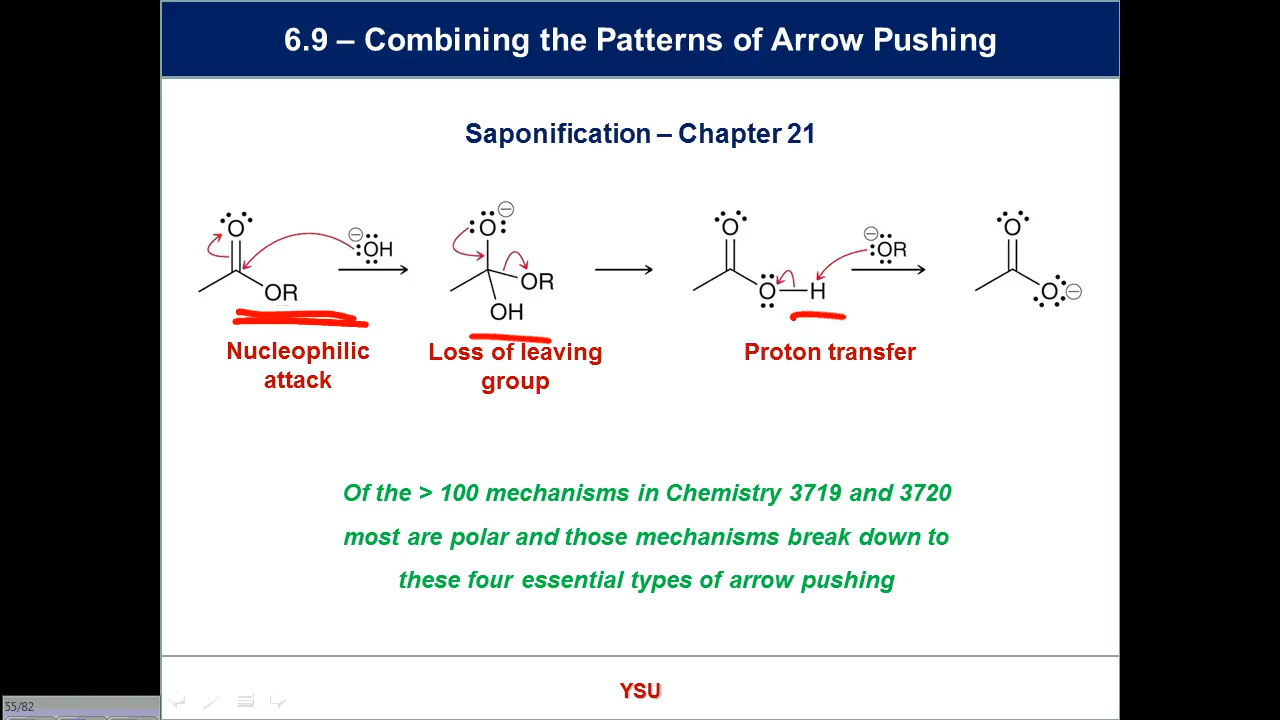 6.9 – Combining the Patterns of Arrow Pushing
Saponification – Chapter 21
O
OR
⊖
OH
⊖
O
OR
OH
O
O
H
⊖
OR
O
O⊖
Nucleophilic
attack
Loss of leaving
group
Proton transfer
Of the > 100 mechanisms in Chemistry 3719 and 3720
most are polar and those mechanisms break down to
these four essential types of arrow pushing
YSU
55/82